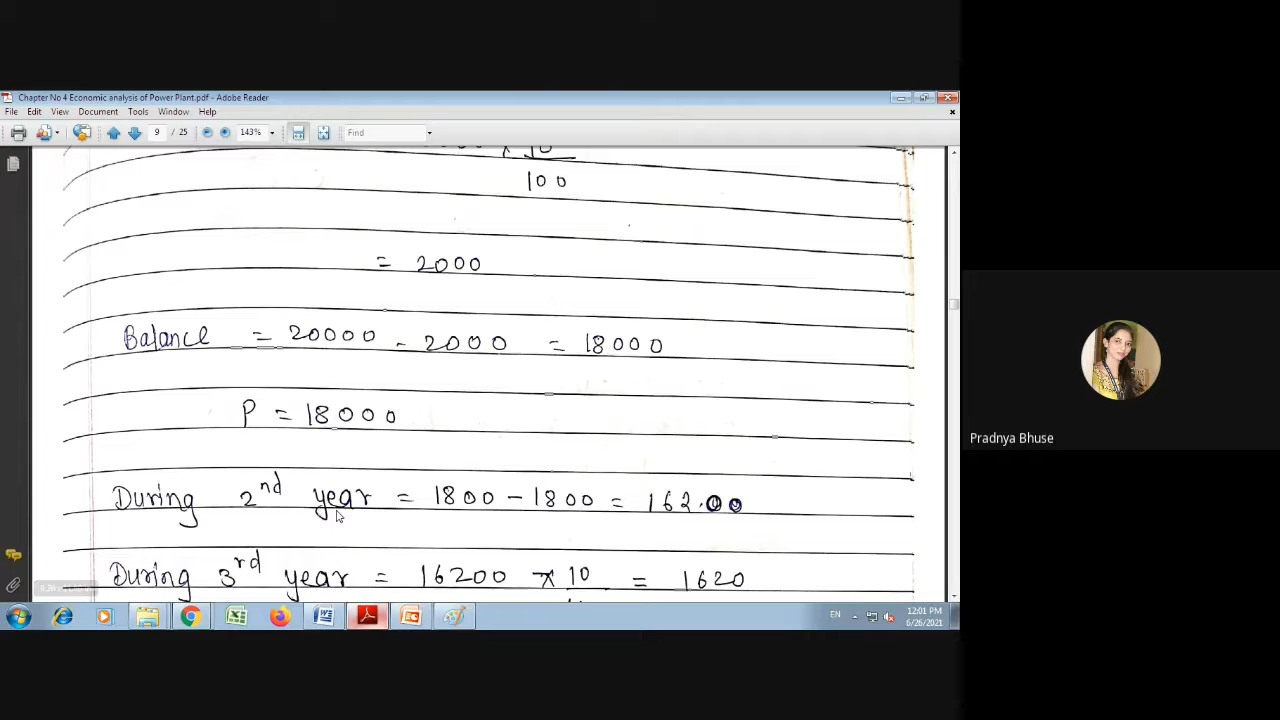 Chapter No 4 Economic analysis of Power Plant.pdf - Adobe Reader
File Edit View Document Tools Window Help
9 / 25 143% Find
10
100
= 2000
Balance = 20000 - 2000 = 18000
P = 18000
During 2nd year = 1800 - 1800 = 162.00
During 3rd year = 16200 × 10 = 1620
Pradnya Bhuse
EN 12:01 PM
6/26/2021